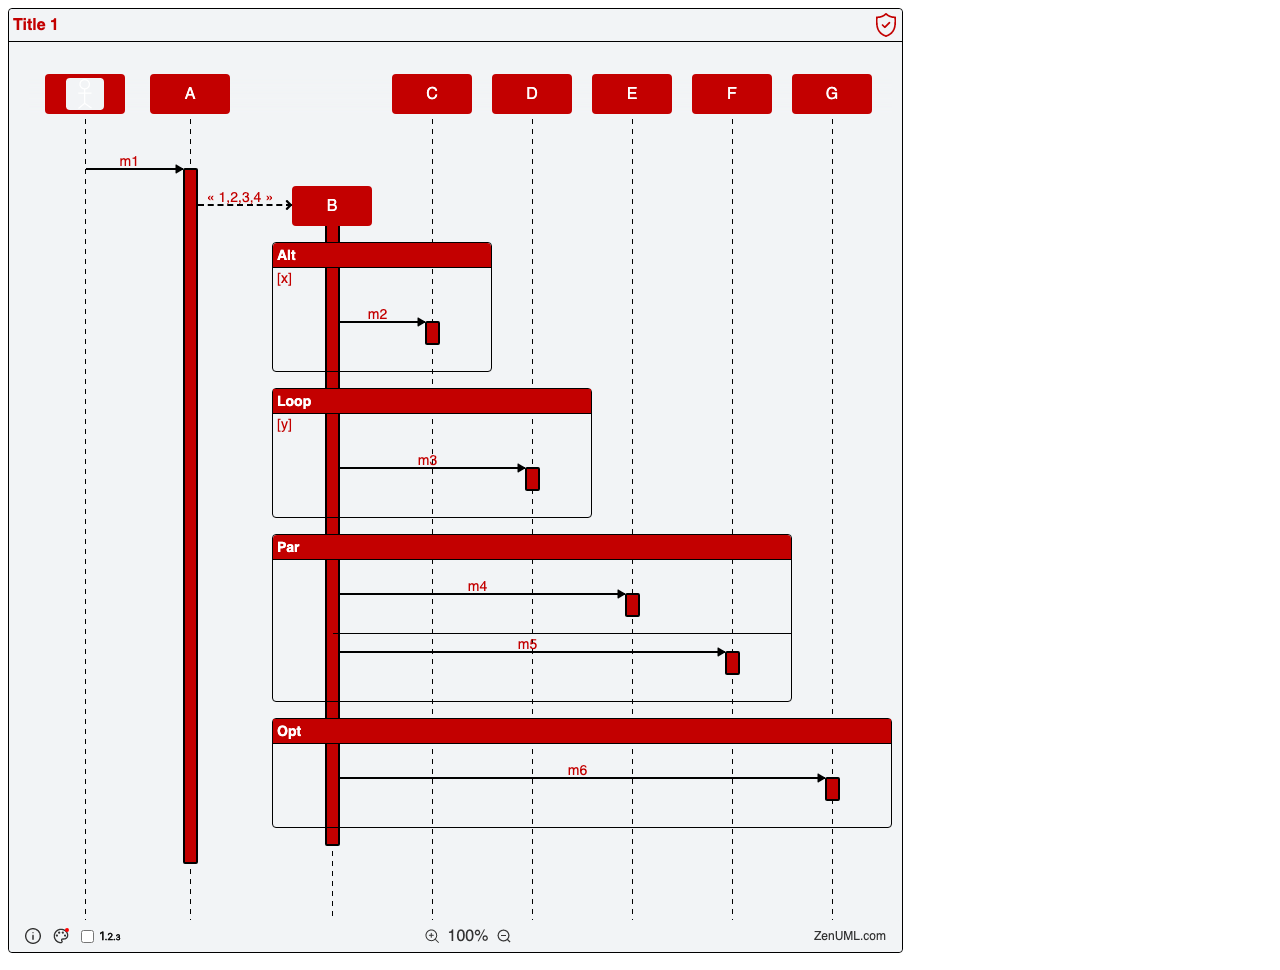 Title 1
A
C
D
E
F
G
m1
« 1,2,3,4 »
B
Alt
[x]
m2
Loop
[y]
m3
Par
m4
m5
Opt
m6
1.2.3
100%
ZenUML.com